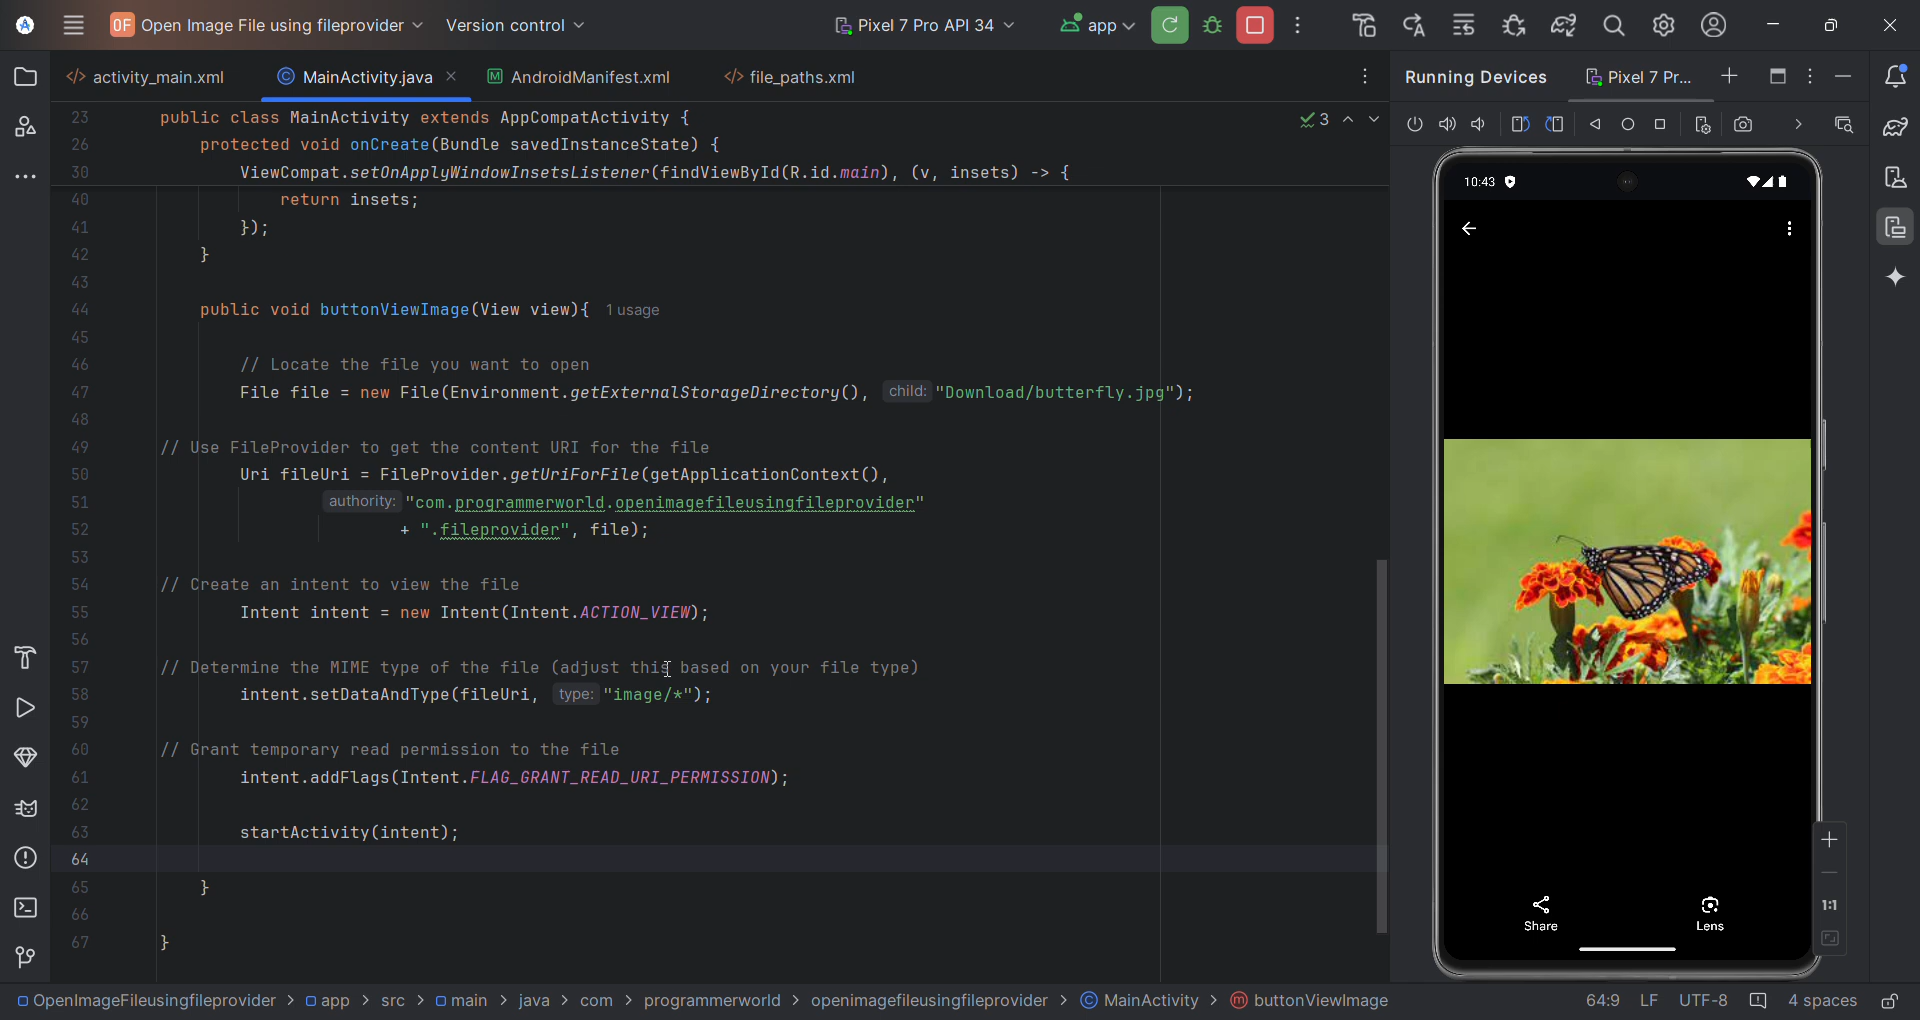 OF Open Image File using fileprovider Version control Pixel 7 Pro API 34 app
activity_main.xml MainActivity.java AndroidManifest.xml file_paths.xml
Running Devices Pixel 7 Pr...
23 public class MainActivity extends AppCompatActivity {
3
26 protected void onCreate(Bundle savedInstanceState) {
30 ViewCompat.setOnApplyWindowInsetsListener(findViewById(R.id.main), (v, insets) -> {
40 return insets;
41 });
42 }
43
44 public void buttonViewImage(View view){ 1 usage
45
46 // Locate the file you want to open
47 File file = new File(Environment.getExternalStorageDirectory(), child: "Download/butterfly.jpg");
48
49 // Use FileProvider to get the content URI for the file
50 Uri fileUri = FileProvider.getUriForFile(getApplicationContext(),
51 authority: "com.programmerworld.openimagefileusingfileprovider"
52 + ".fileprovider", file);
53
54 // Create an intent to view the file
55 Intent intent = new Intent(Intent.ACTION_VIEW);
56
57 // Determine the MIME type of the file (adjust this based on your file type)
58 intent.setDataAndType(fileUri, type: "image/*");
59
60 // Grant temporary read permission to the file
61 intent.addFlags(Intent.FLAG_GRANT_READ_URI_PERMISSION);
62
63 startActivity(intent);
64
65 }
66
67 }
10:43
Share Lens
1:1
OpenImageFileusingfileprovider > app > src > main > java > com > programmerworld > openimagefileusingfileprovider > MainActivity > buttonViewImage
64:9 LF UTF-8 4 spaces